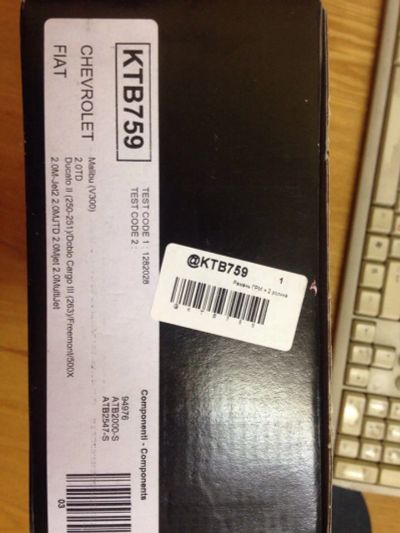 KTB759
TEST CODE 1 : 1282028
TEST CODE 2 :
CHEVROLET
Malibu (V300)
2.0TD
FIAT
Ducato II (250-251)/Doblo Cargo III (263)/Freemont/500X
2.0M-Jet/2.0MJTD 2.0Mjet 2.0MultiJet
Componenti - Components
94976
ATB2000-S
ATB2547-S
03
@KTB759 1
Ремень ГРМ + 2 ролика